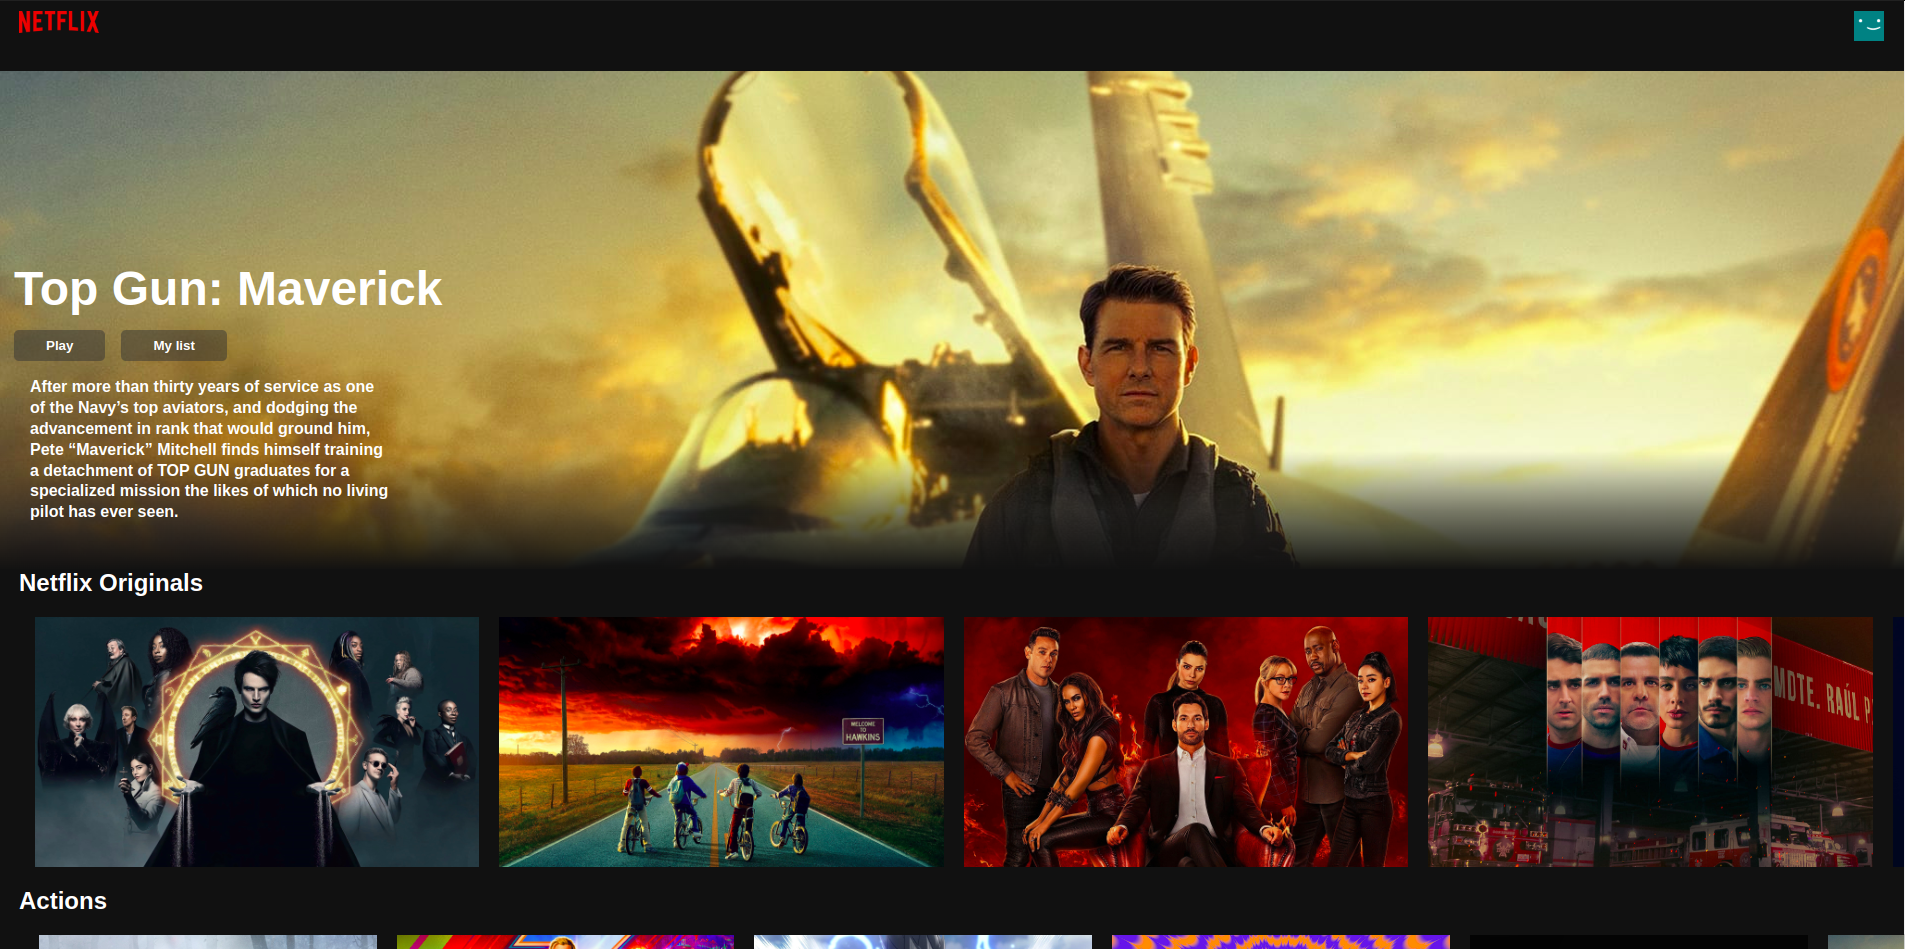 NETFLIX
Top Gun: Maverick
Play
My list
After more than thirty years of service as one
of the Navy’s top aviators, and dodging the
advancement in rank that would ground him,
Pete “Maverick” Mitchell finds himself training
a detachment of TOP GUN graduates for a
specialized mission the likes of which no living
pilot has ever seen.
Netflix Originals
WELCOME
TO
HAWKINS
MDTE. RAÚL P
Actions